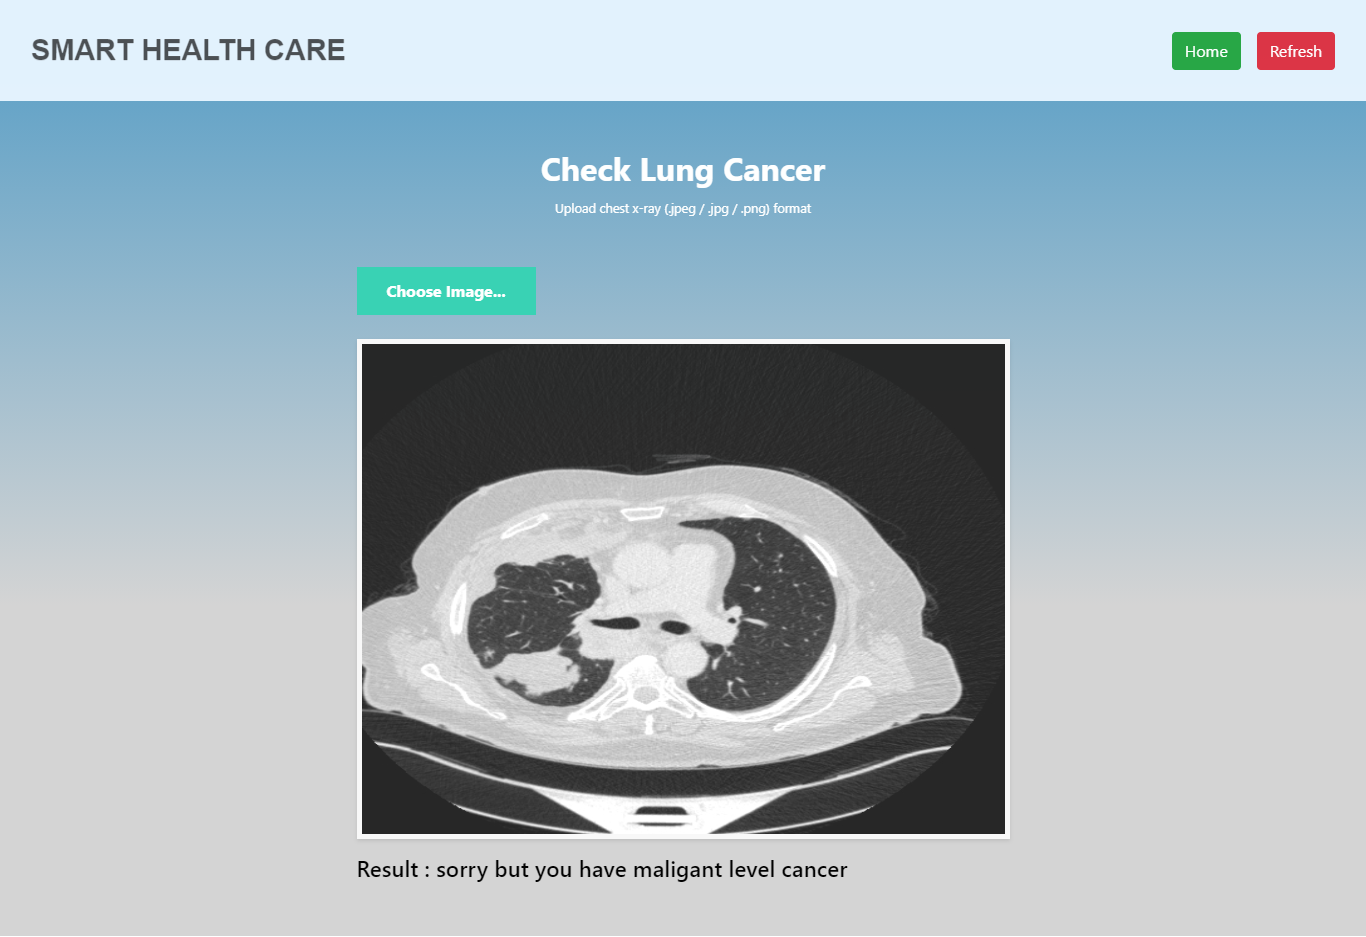 SMART HEALTH CARE
Home
Refresh
Check Lung Cancer
Upload chest x-ray (.jpeg / .jpg / .png) format
Choose Image...
Result : sorry but you have maligant level cancer